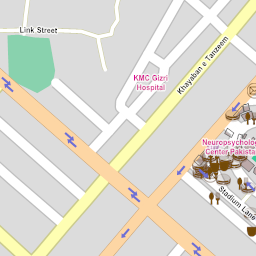 Link Street
KMC Gizri
Hospital
Khayaban e Tanzeem
Neuropsycholog
Center Pakista
Stadium Lane